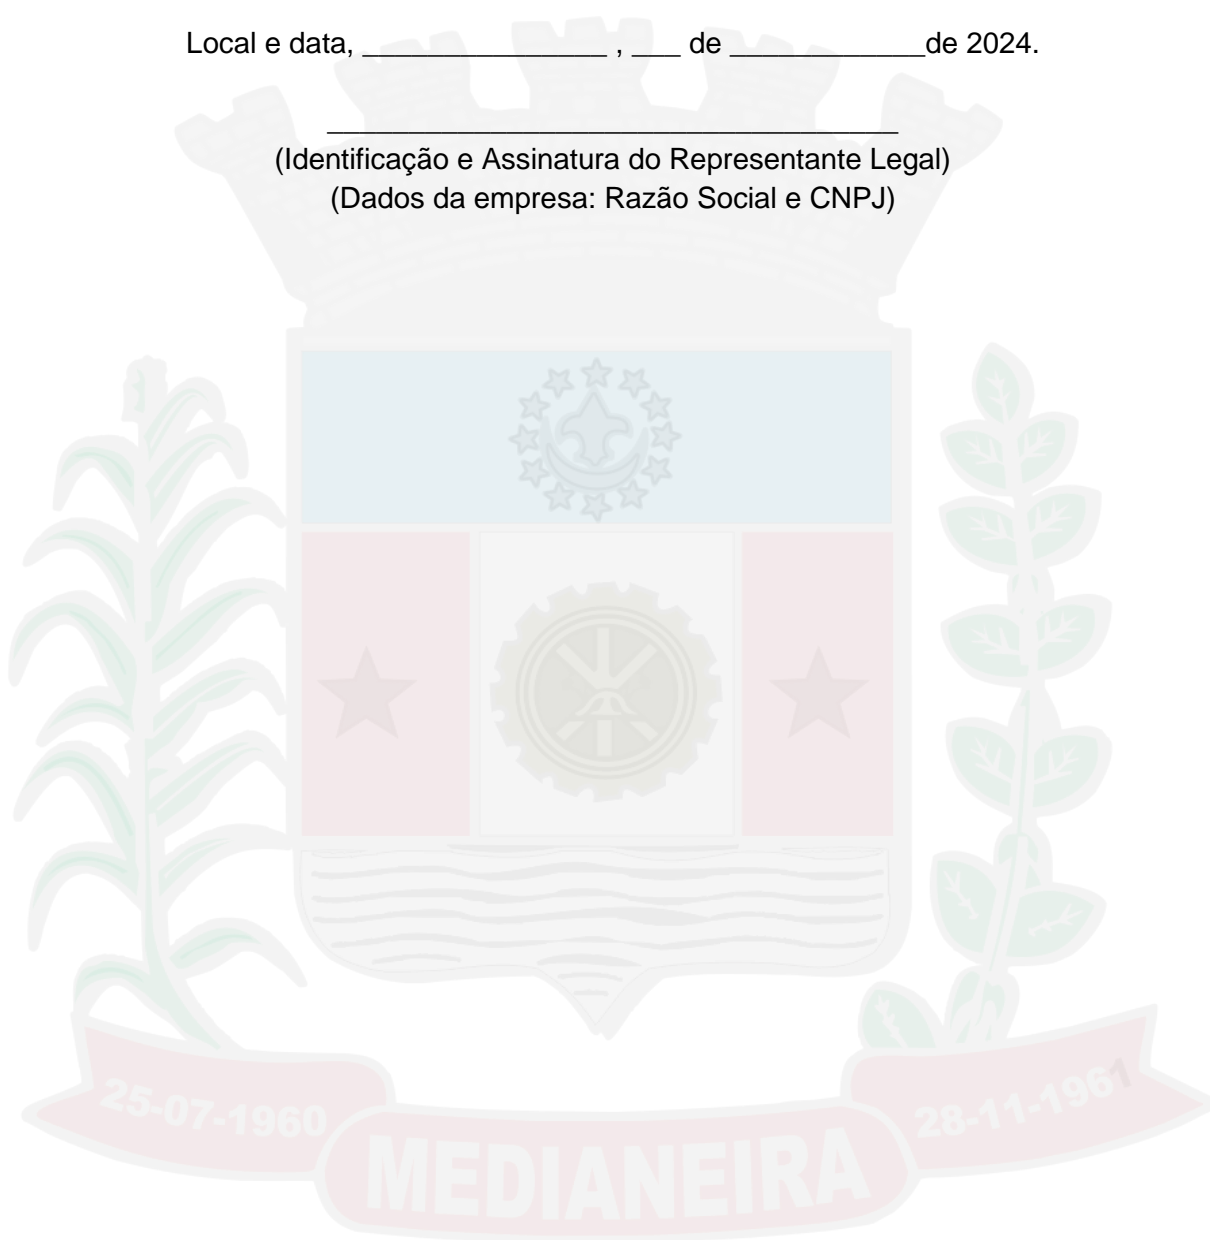 Local e data, _______________ , ___ de ____________de 2024.
___________________________________
(Identificação e Assinatura do Representante Legal)
(Dados da empresa: Razão Social e CNPJ)
25-07-1960
28-11-1961
MEDIANEIRA